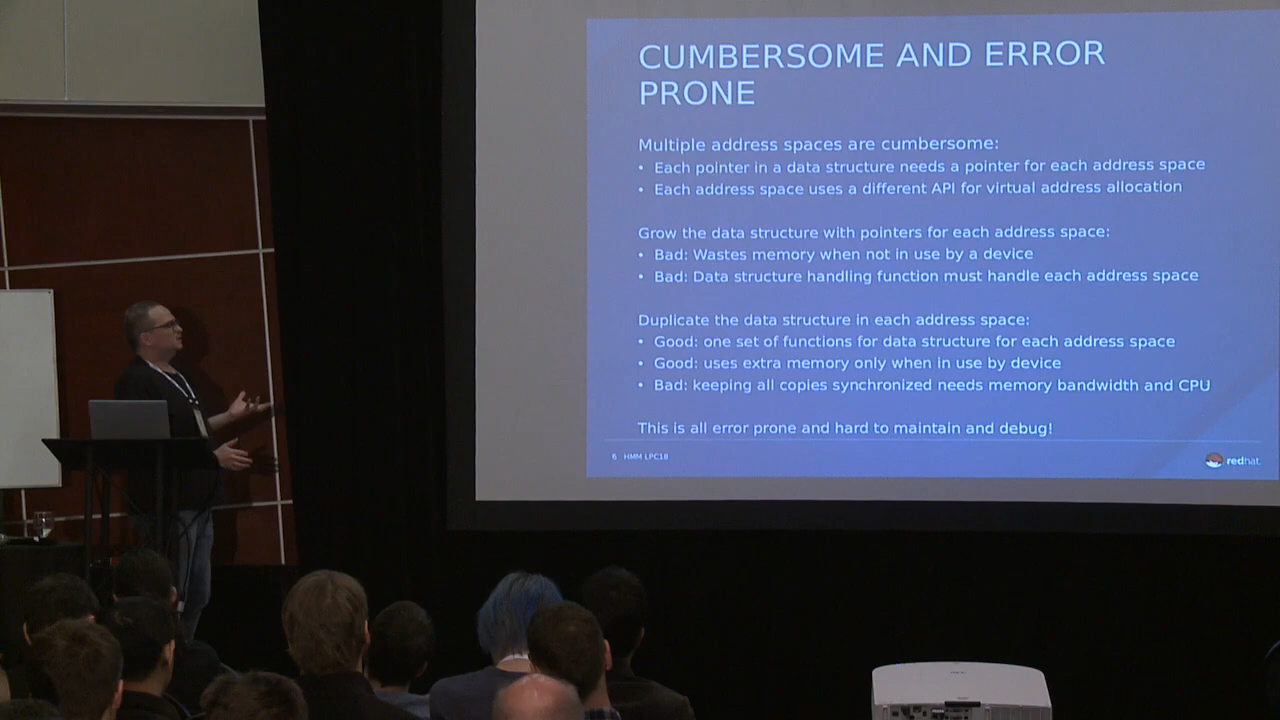 CUMBERSOME AND ERROR
PRONE
Multiple address spaces are cumbersome:
• Each pointer in a data structure needs a pointer for each address space
• Each address space uses a different API for virtual address allocation
Grow the data structure with pointers for each address space:
• Bad: Wastes memory when not in use by a device
• Bad: Data structure handling function must handle each address space
Duplicate the data structure in each address space:
• Good: one set of functions for data structure for each address space
• Good: uses extra memory only when in use by device
• Bad: keeping all copies synchronized needs memory bandwidth and CPU
This is all error prone and hard to maintain and debug!
6 HMM LPC18
redhat.